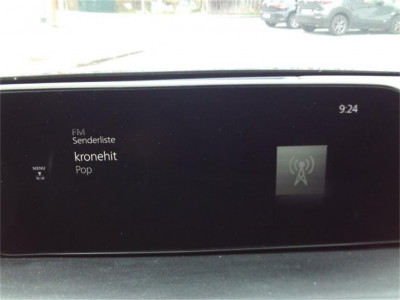 9:24
FM
Senderliste
kronehit
Pop
MENU